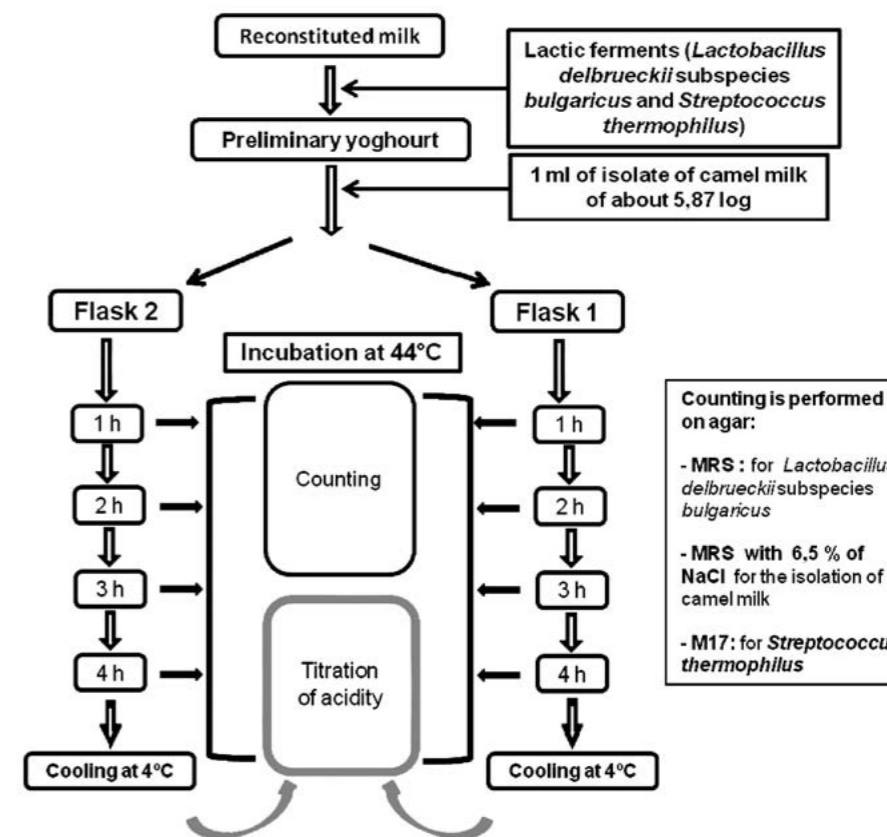 Reconstituted milk
Lactic ferments (Lactobacillus
delbrueckii subspecies
bulgaricus and Streptococcus
thermophilus)
Preliminary yoghourt
1 ml of isolate of camel milk
of about 5,87 log
Flask 2
Flask 1
Incubation at 44°C
1 h
2 h
3 h
4 h
Cooling at 4ºC
Counting
Titration
of acidity
1 h
2 h
3 h
4 h
Cooling at 4ºC
Counting is performed
on agar:
- MRS : for Lactobacillus
delbrueckii subspecies
bulgaricus
- MRS with 6,5 % of
NaCl for the isolation of
camel milk
- M17: for Streptococcu
thermophilus